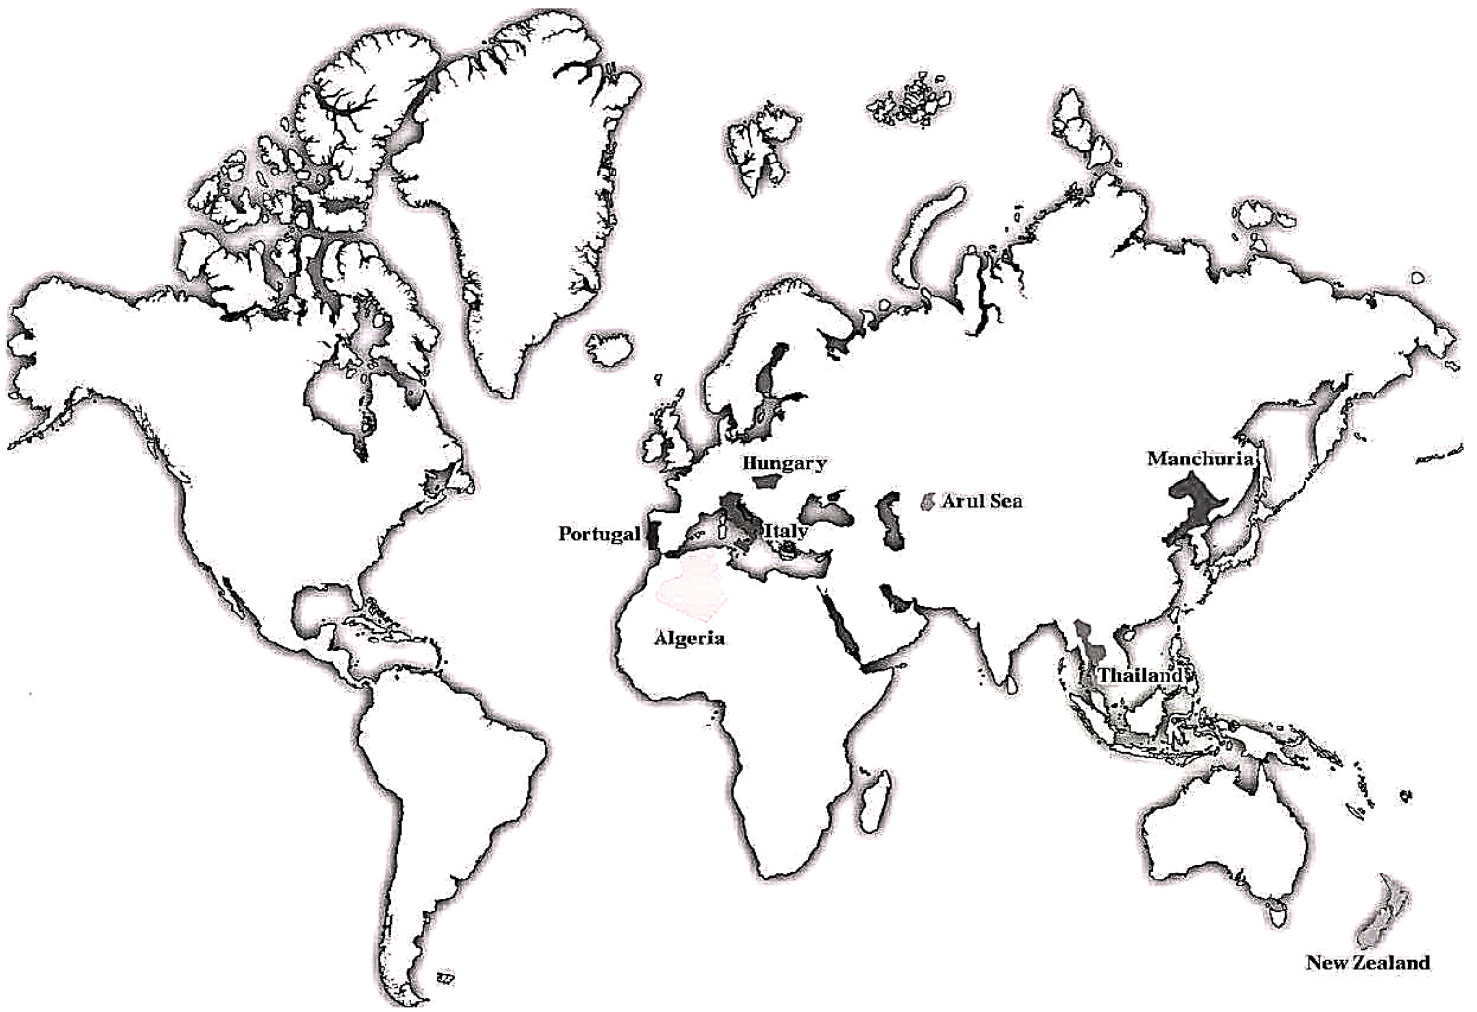 Hungary
Manchuria
Arul Sea
Portugal
Italy
Algeria
Thailand
New Zealand